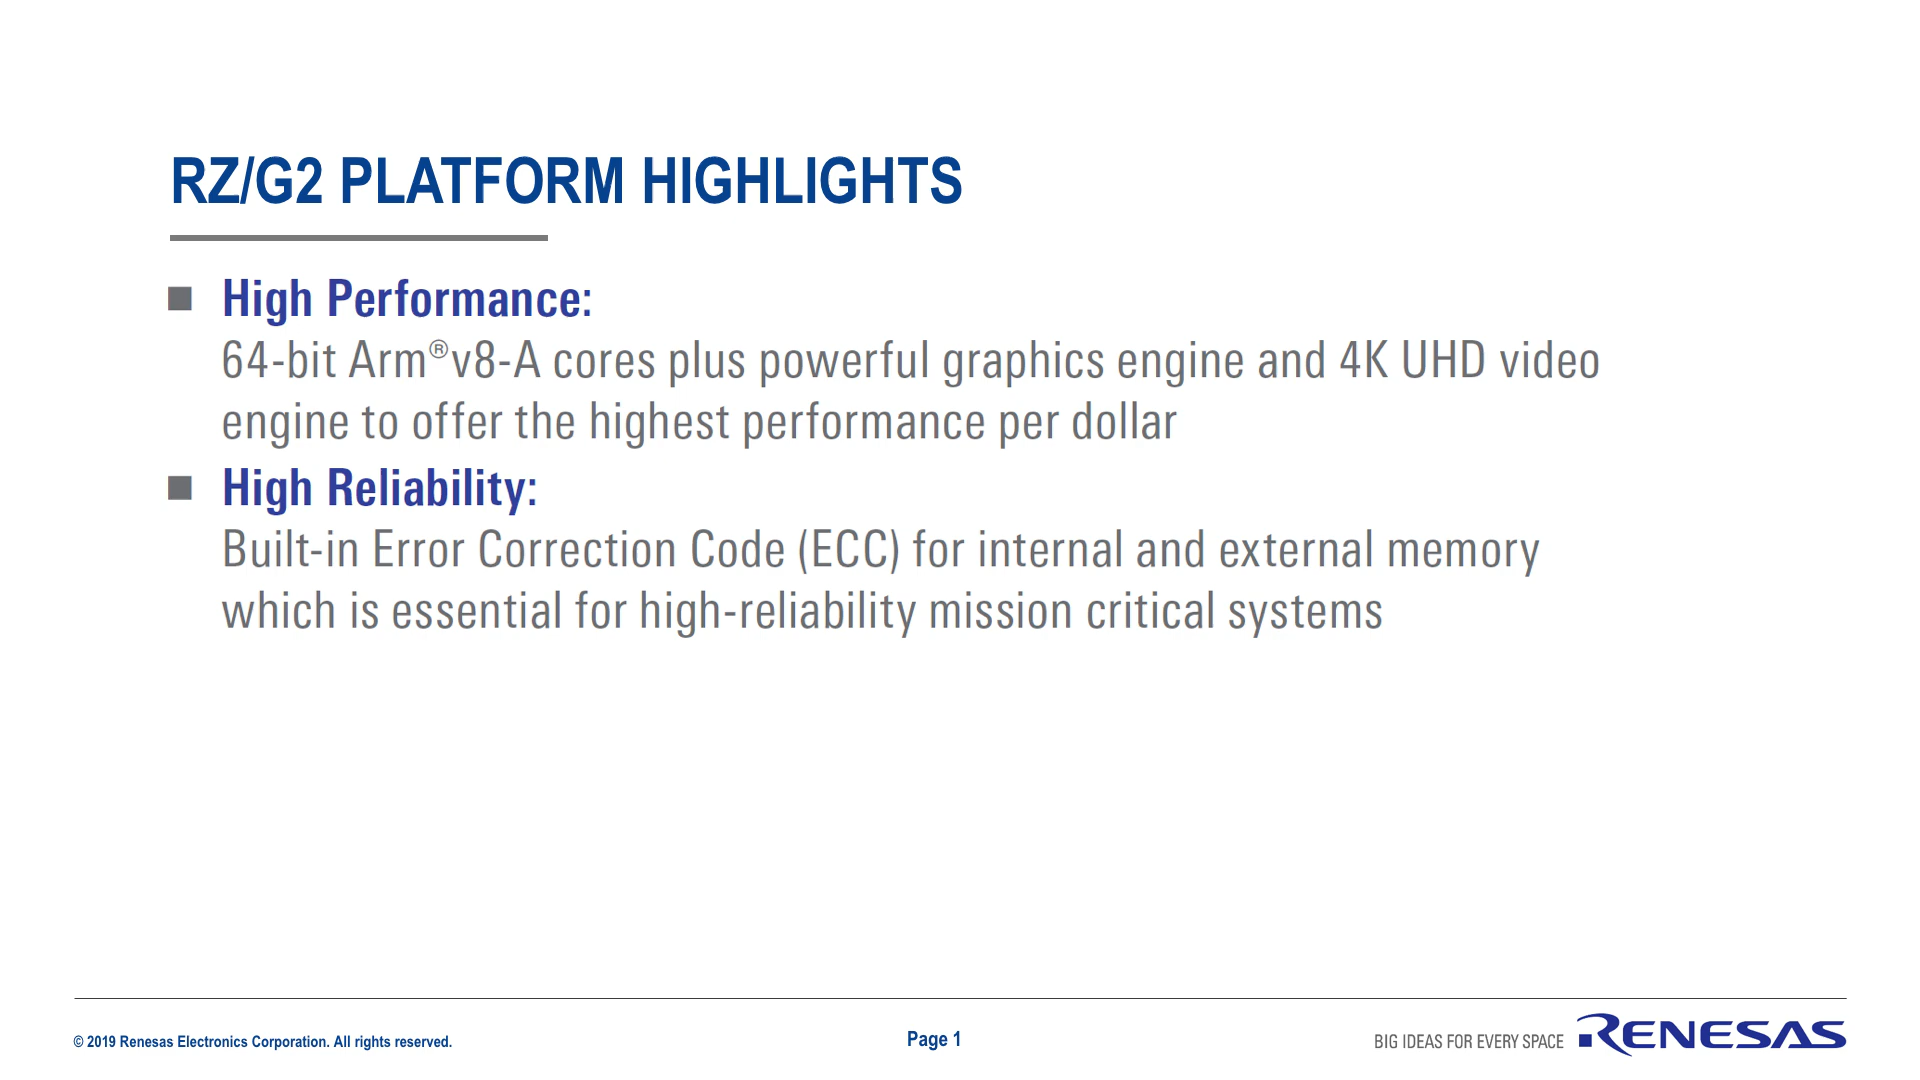 RZ/G2 PLATFORM HIGHLIGHTS
■ High Performance:
64-bit Arm®v8-A cores plus powerful graphics engine and 4K UHD video
engine to offer the highest performance per dollar
■ High Reliability:
Built-in Error Correction Code (ECC) for internal and external memory
which is essential for high-reliability mission critical systems
© 2019 Renesas Electronics Corporation. All rights reserved.
Page 1
BIG IDEAS FOR EVERY SPACE RENESAS